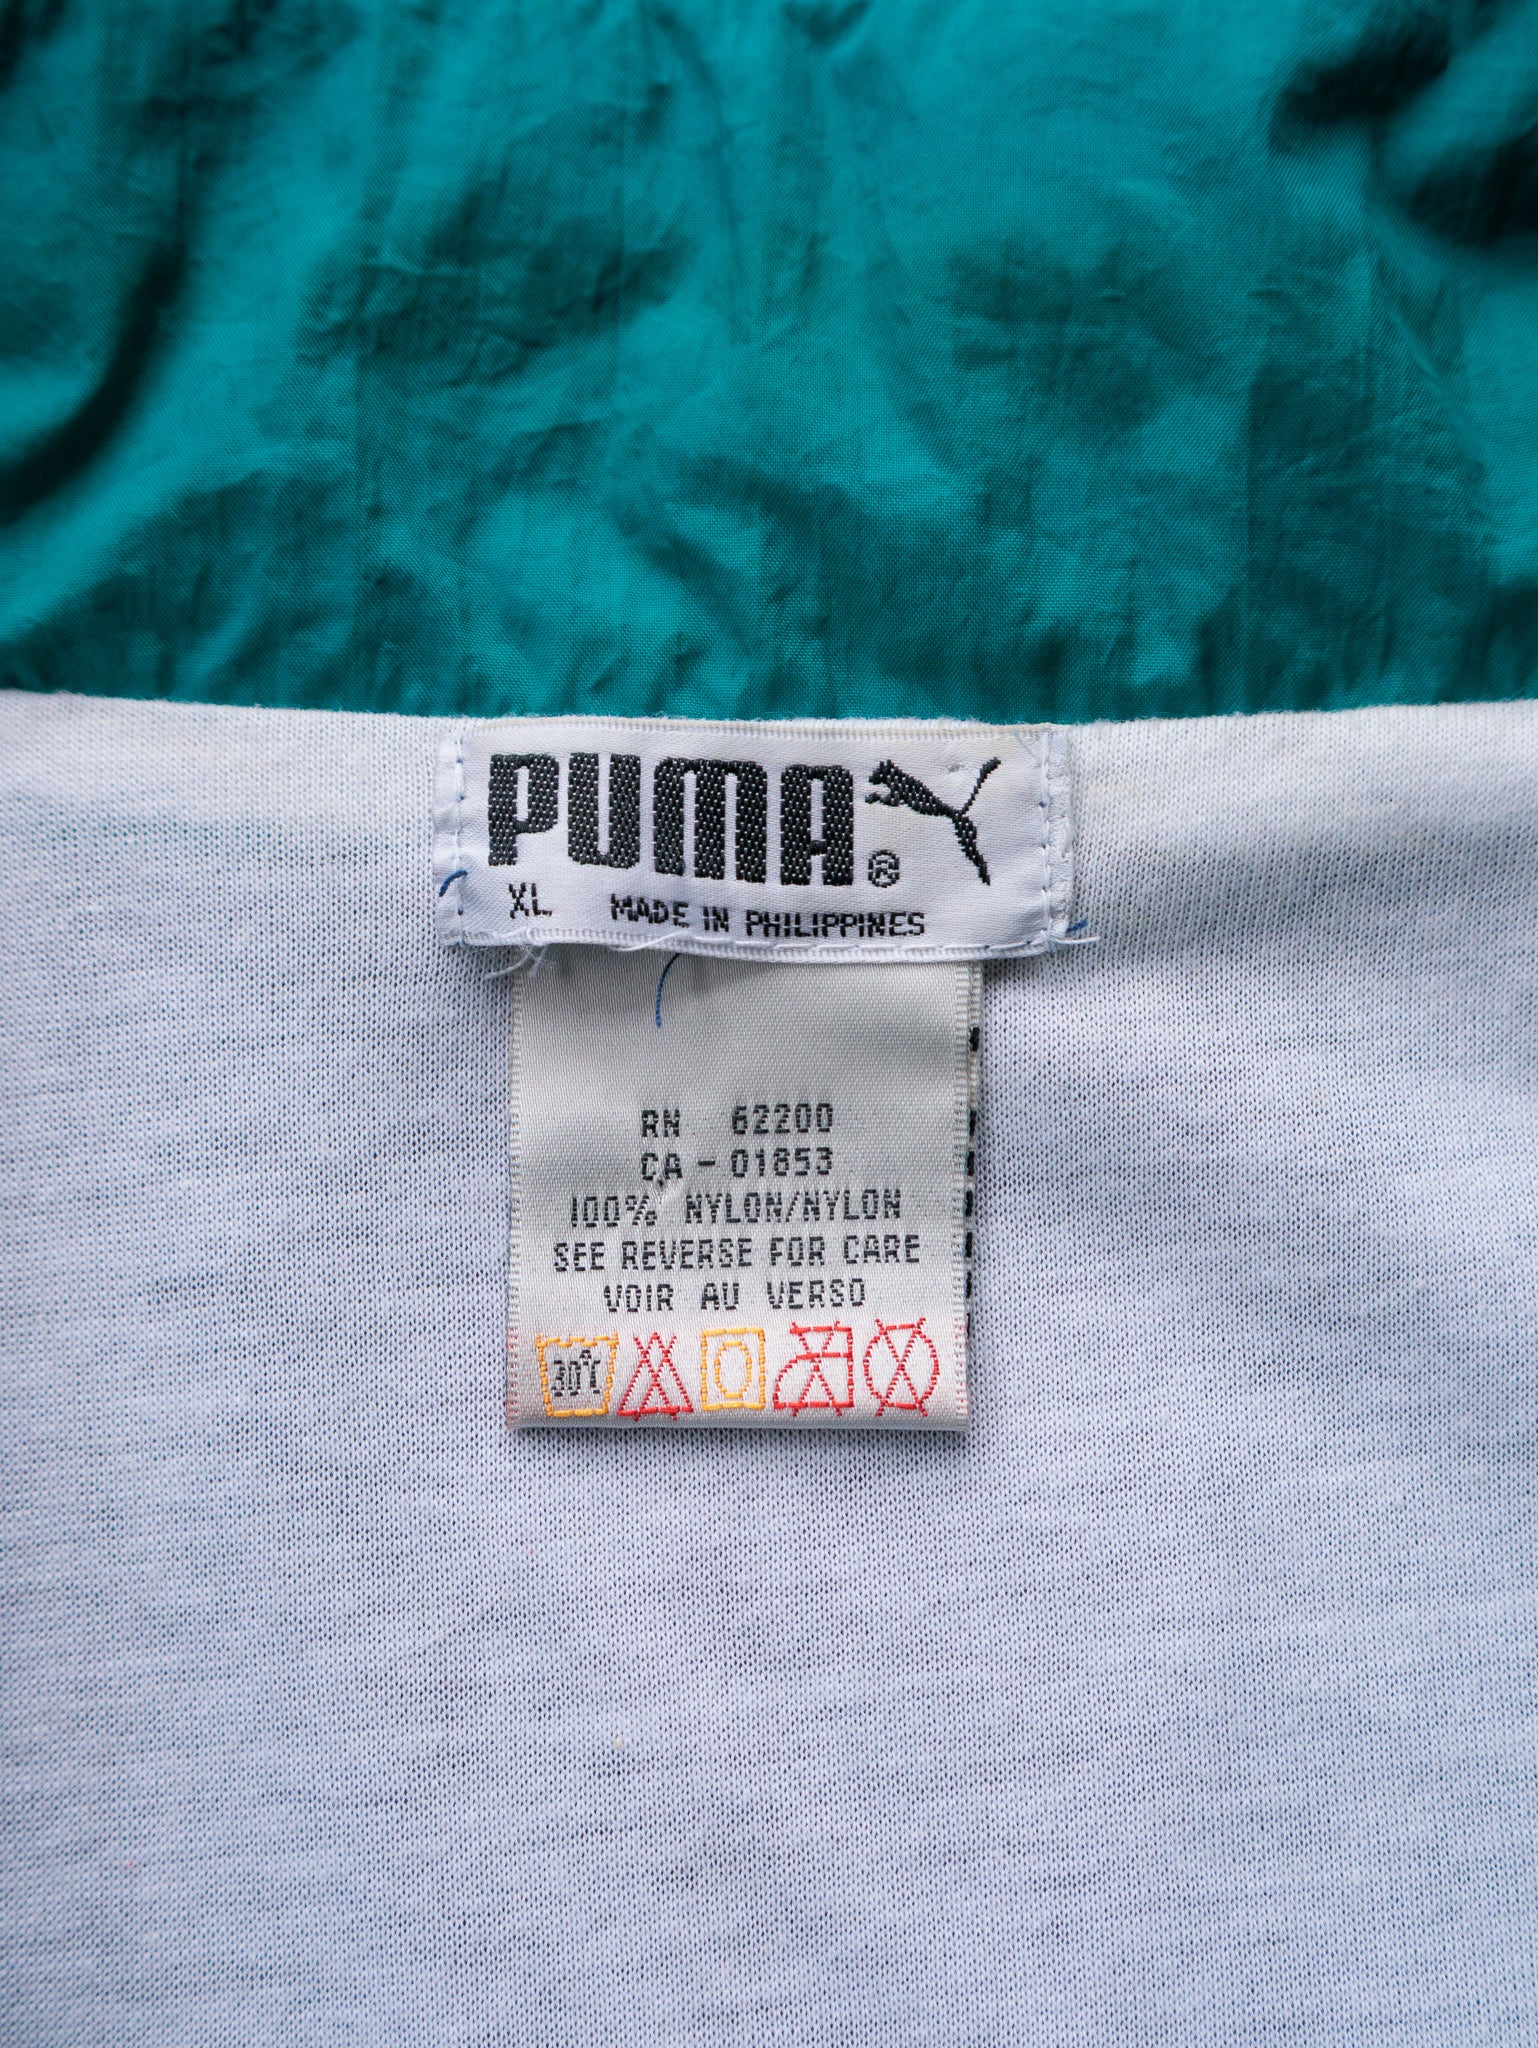 PUMA®
XL MADE IN PHILIPPINES
RN 62200
CA - 01853
100% NYLON/NYLON
SEE REVERSE FOR CARE
VOIR AU VERSO
30°C